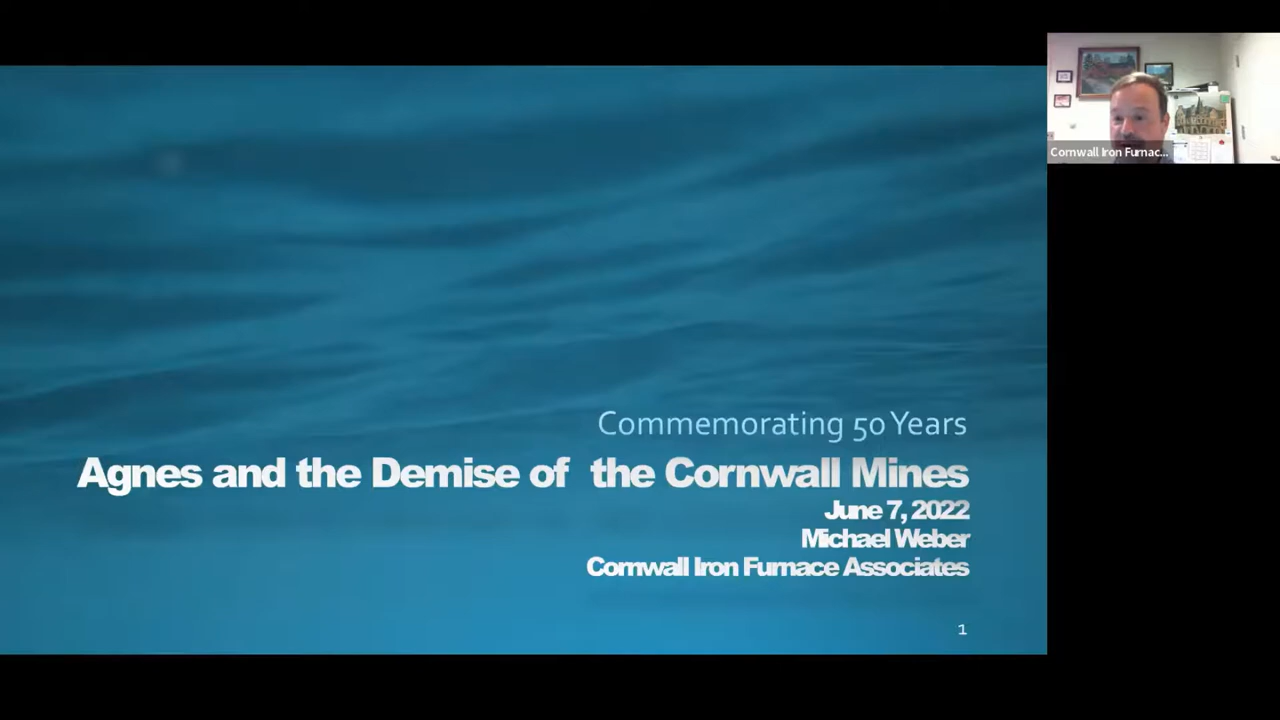 Commemorating 50 Years
Agnes and the Demise of the Cornwall Mines
June 7, 2022
Michael Weber
Cornwall Iron Furnace Associates
1
Cornwall Iron Furnac...